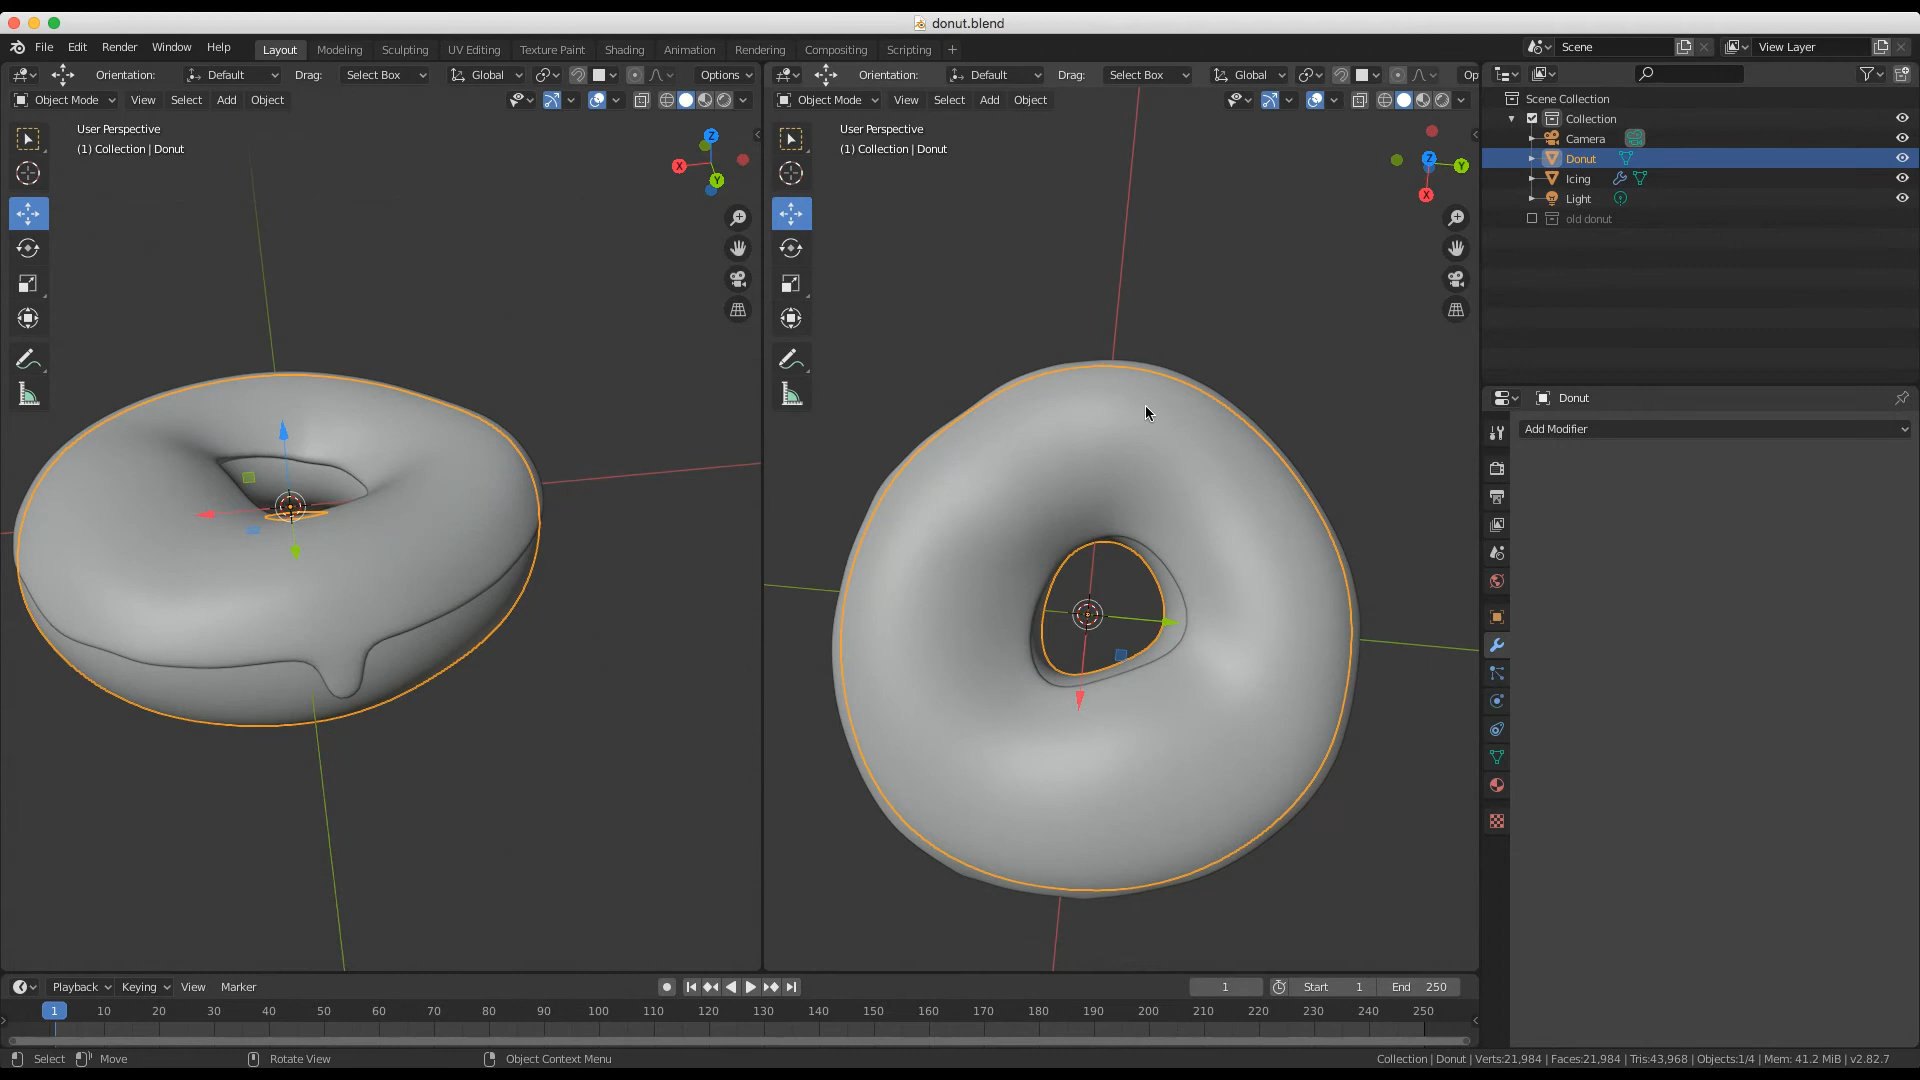 donut.blend
File Edit Render Window Help Layout Modeling Sculpting UV Editing Texture Paint Shading Animation Rendering Compositing Scripting + Scene View Layer
Orientation: Default Drag: Select Box Global Options
Object Mode View Select Add Object
User Perspective
(1) Collection | Donut
Z
X
Y
Orientation: Default Drag: Select Box Global Op
Object Mode View Select Add Object
User Perspective
(1) Collection | Donut
Z
Y
X
Scene Collection
Collection
Camera
Donut
Icing
Light
old donut
Donut
Add Modifier
Playback Keying View Marker 1 Start 1 End 250
1 10 20 30 40 50 60 70 80 90 100 110 120 130 140 150 160 170 180 190 200 210 220 230 240 250
Select Move Rotate View Object Context Menu Collection | Donut | Verts:21,984 | Faces:21,984 | Tris:43,968 | Objects:1/4 | Mem: 41.2 MiB | v2.82.7